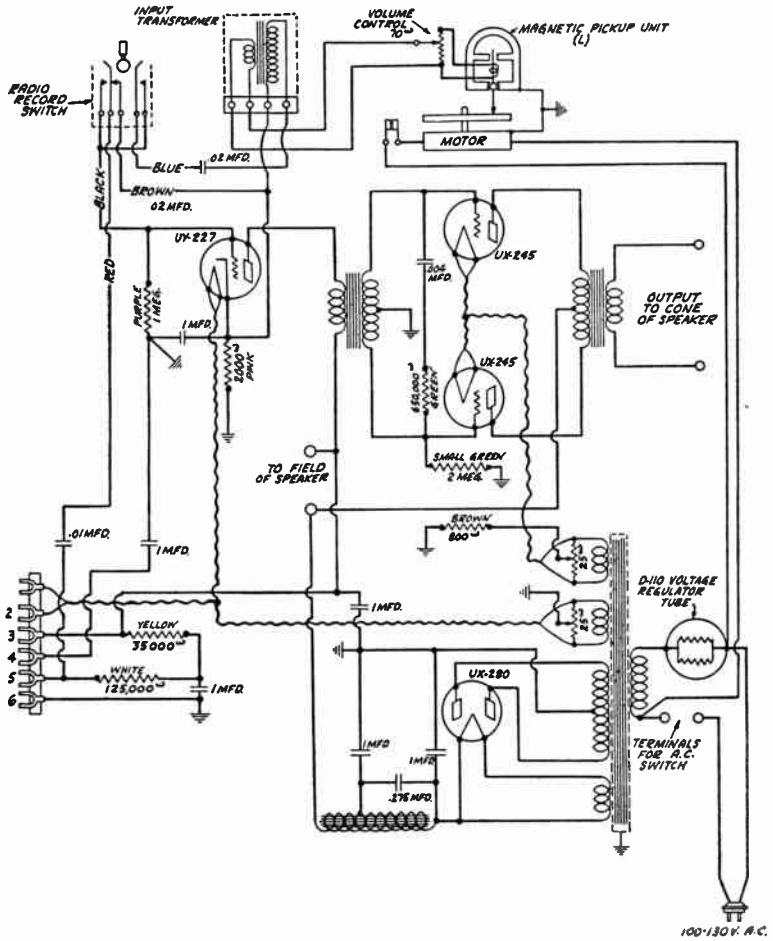 INPUT
TRANSFORMER
VOLUME
CONTROL
70ω
MAGNETIC PICKUP UNIT
(L)
RADIO
RECORD
SWITCH
MOTOR
BLUE
.02 MFD.
BROWN
.02 MFD.
BLACK
RED
UY-227
UX-245
PURPLE
1 MEG.
.004
MFD.
1 MFD.
2000ω
PINK
OUTPUT
TO CONE
OF SPEAKER
650,000ω
GREEN
UX-245
TO FIELD
OF SPEAKER
SMALL GREEN
2 MEG.
BROWN
800ω
.01 MFD.
1 MFD.
25ω
D-110 VOLTAGE
REGULATOR
TUBE
1 MFD.
25ω
2
3
4
5
6
YELLOW
35000ω
WHITE
125,000ω
1 MFD.
UX-280
1 MFD
1 MFD.
.275 MFD.
TERMINALS
FOR A.C.
SWITCH
100-130 V. A.C.